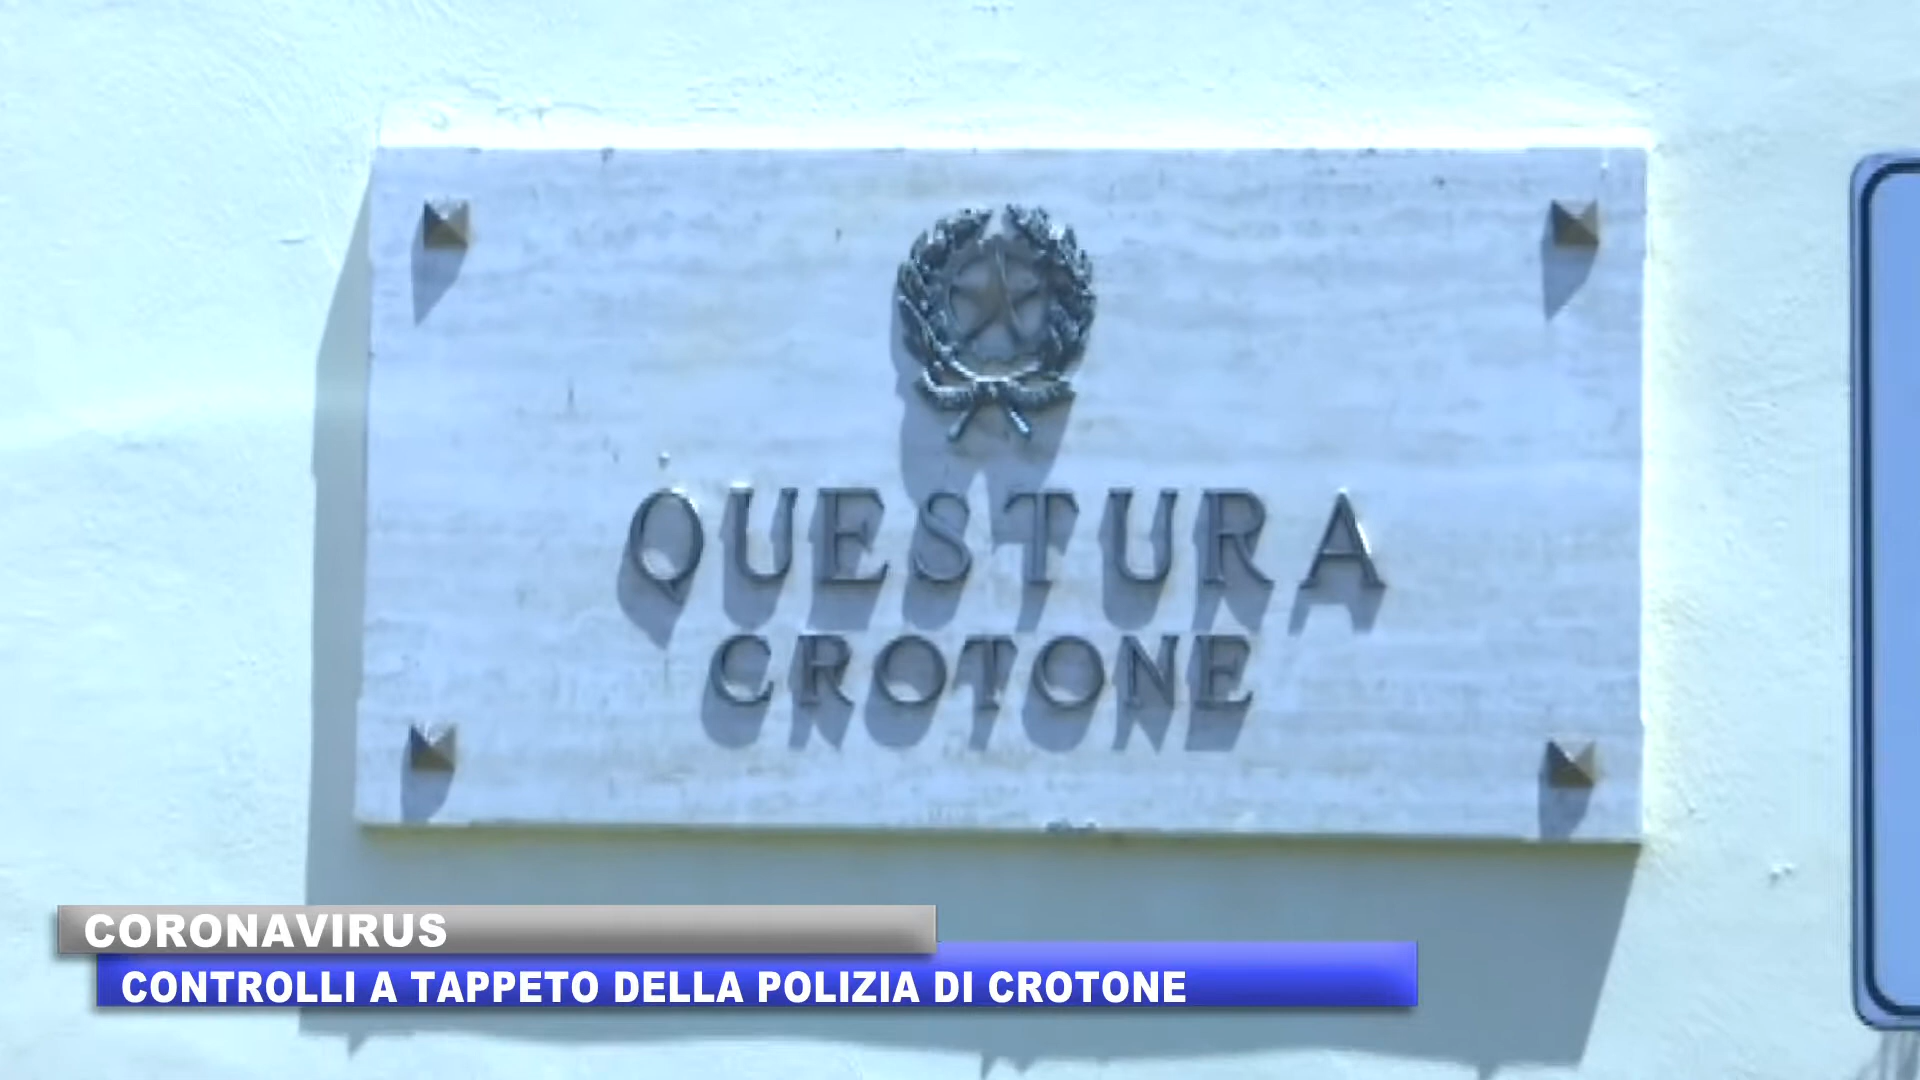 QUESTURA
CROTONE
CORONAVIRUS
CONTROLLI A TAPPETO DELLA POLIZIA DI CROTONE